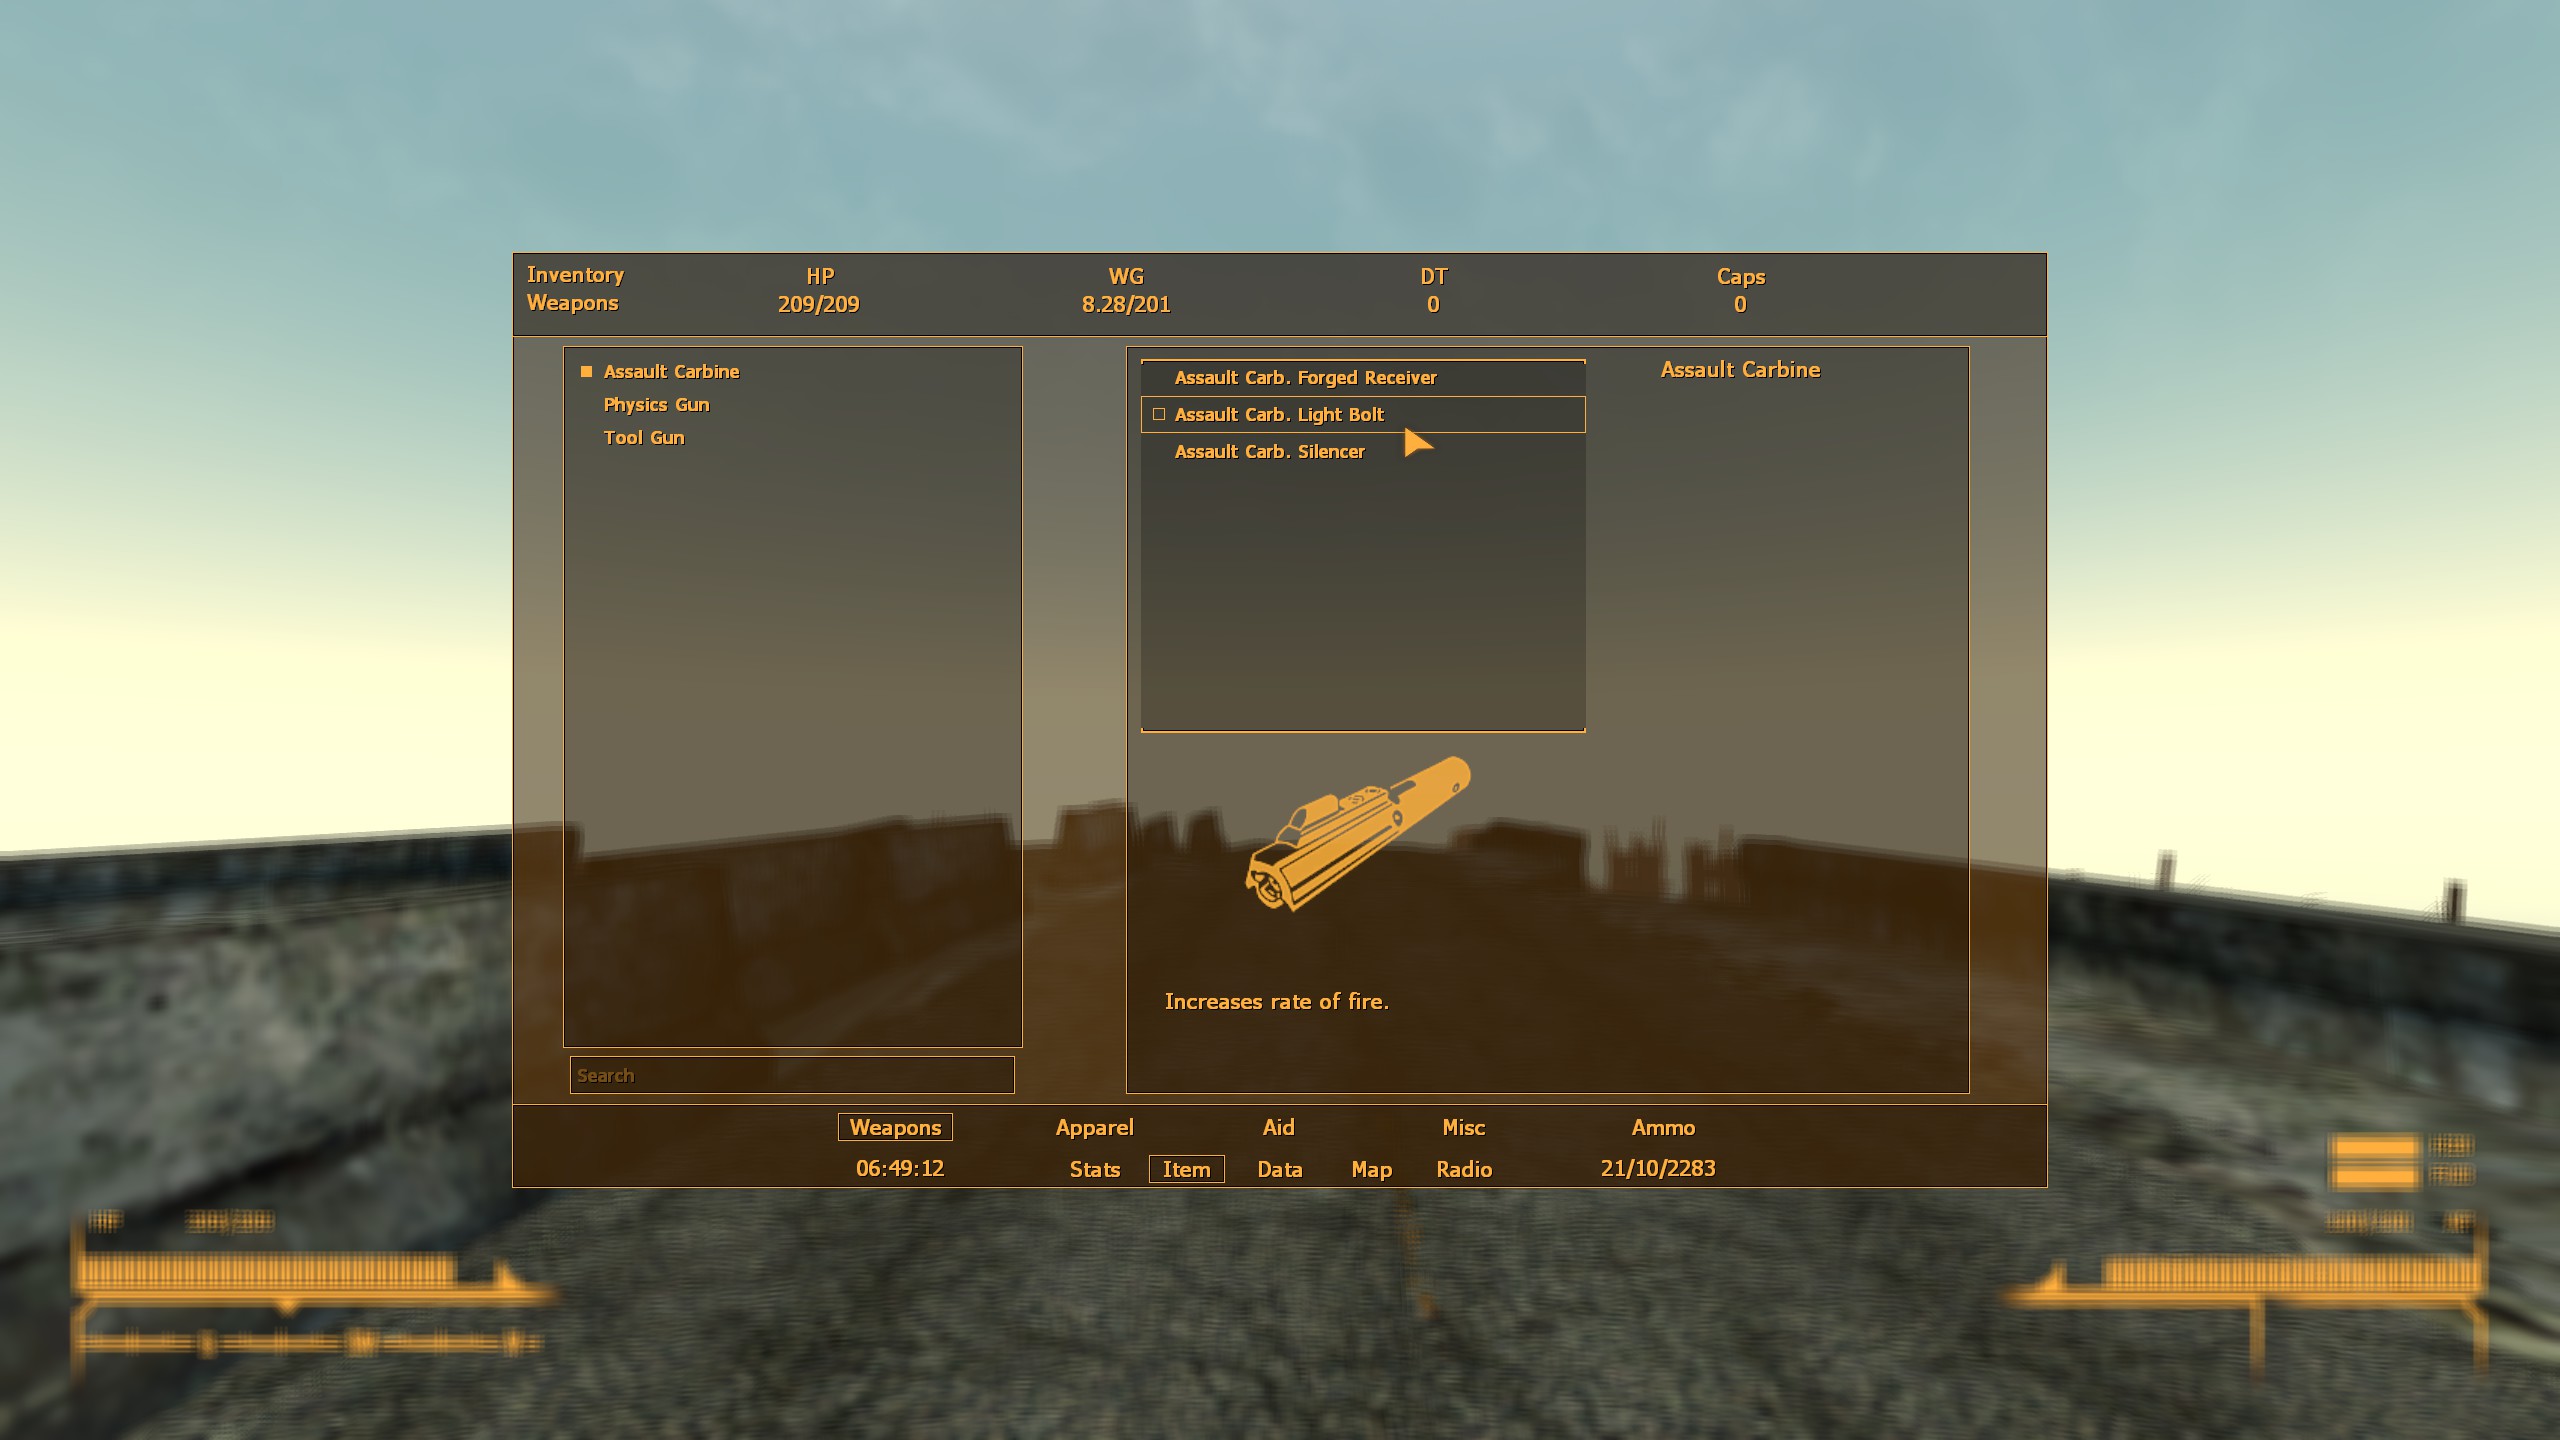 Inventory
Weapons
HP
209/209
WG
8.28/201
DT
0
Caps
0
Assault Carbine
Physics Gun
Tool Gun
Search
Assault Carb. Forged Receiver
Assault Carb. Light Bolt
Assault Carb. Silencer
Assault Carbine
Increases rate of fire.
Weapons Apparel Aid Misc Ammo
06:49:12 Stats Item Data Map Radio 21/10/2283
HP